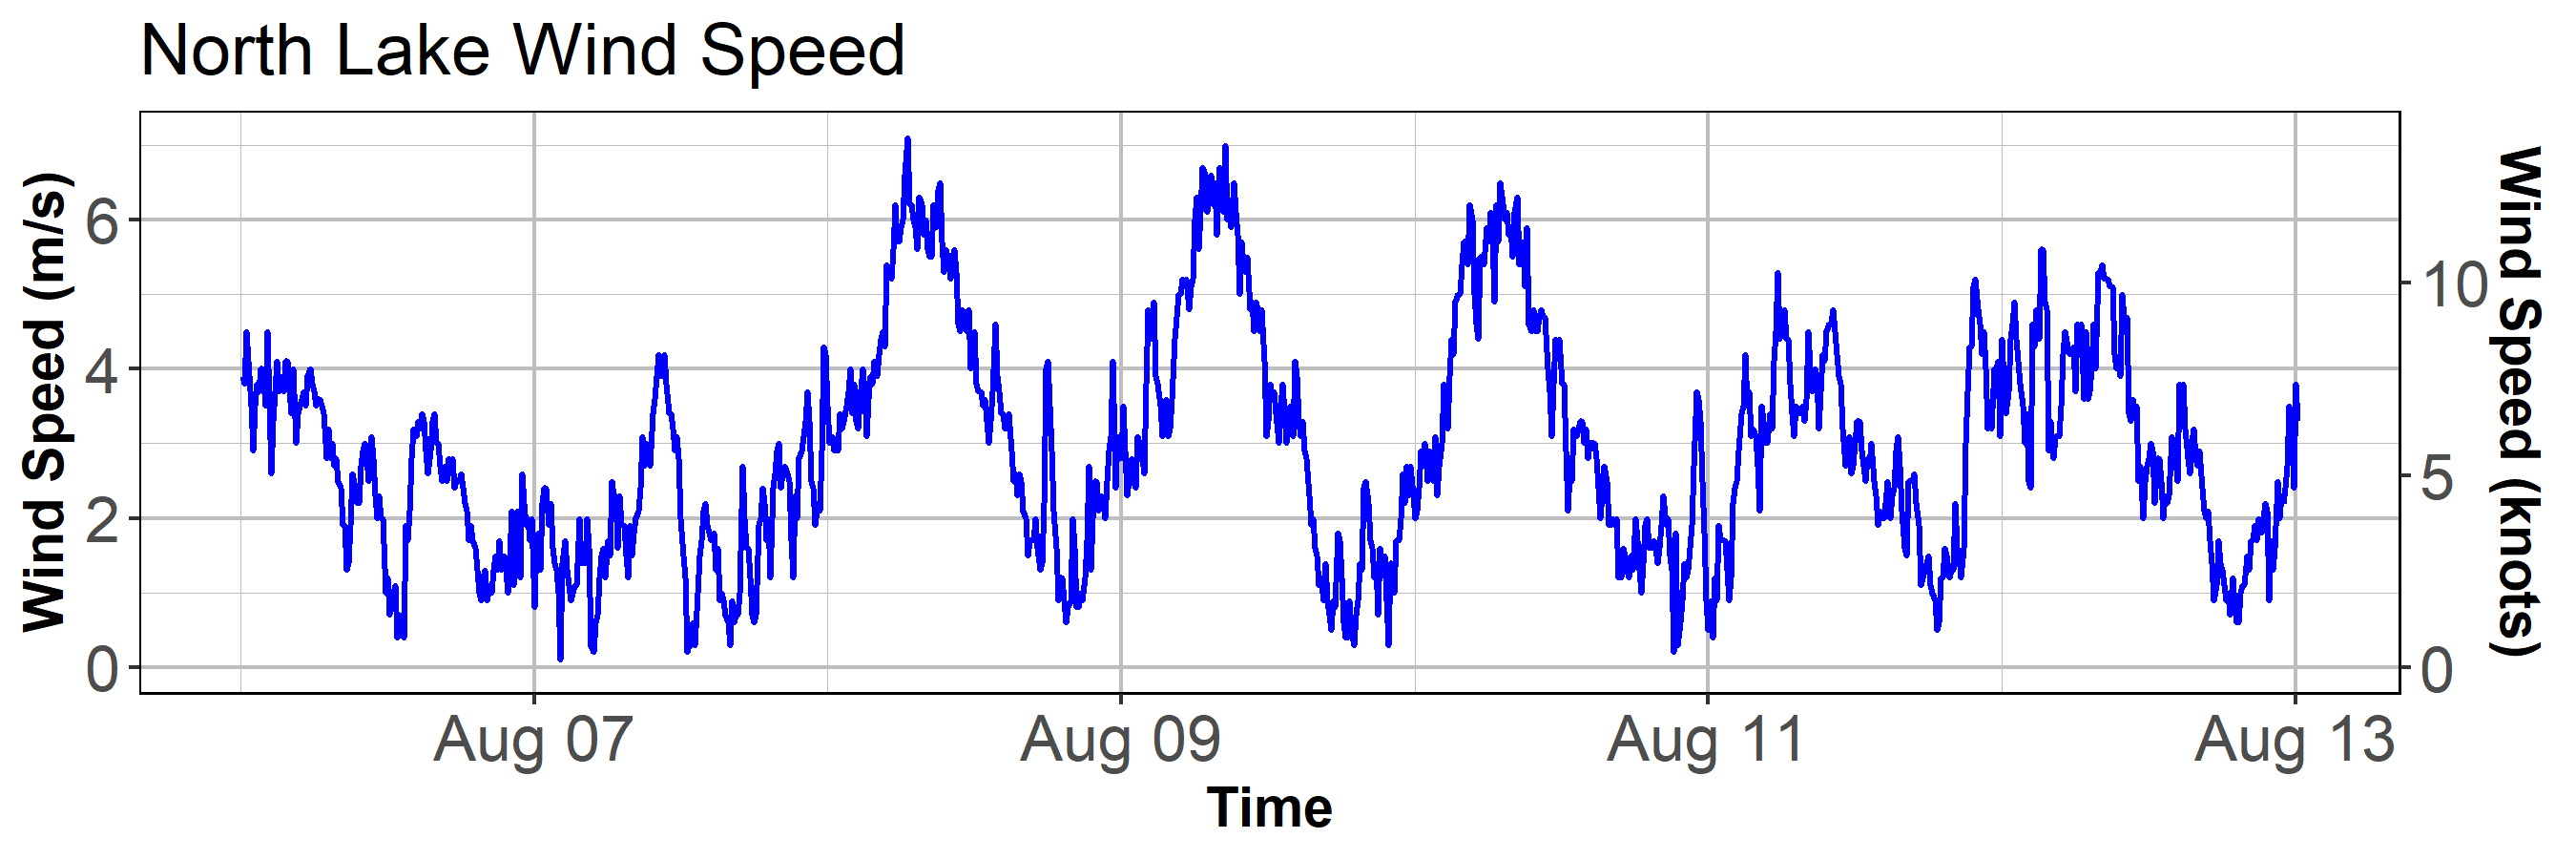 North Lake Wind Speed
Wind Speed (m/s)
6
4
2
0
10
5
0
Wind Speed (knots)
Aug 07
Aug 09
Aug 11
Aug 13
Time